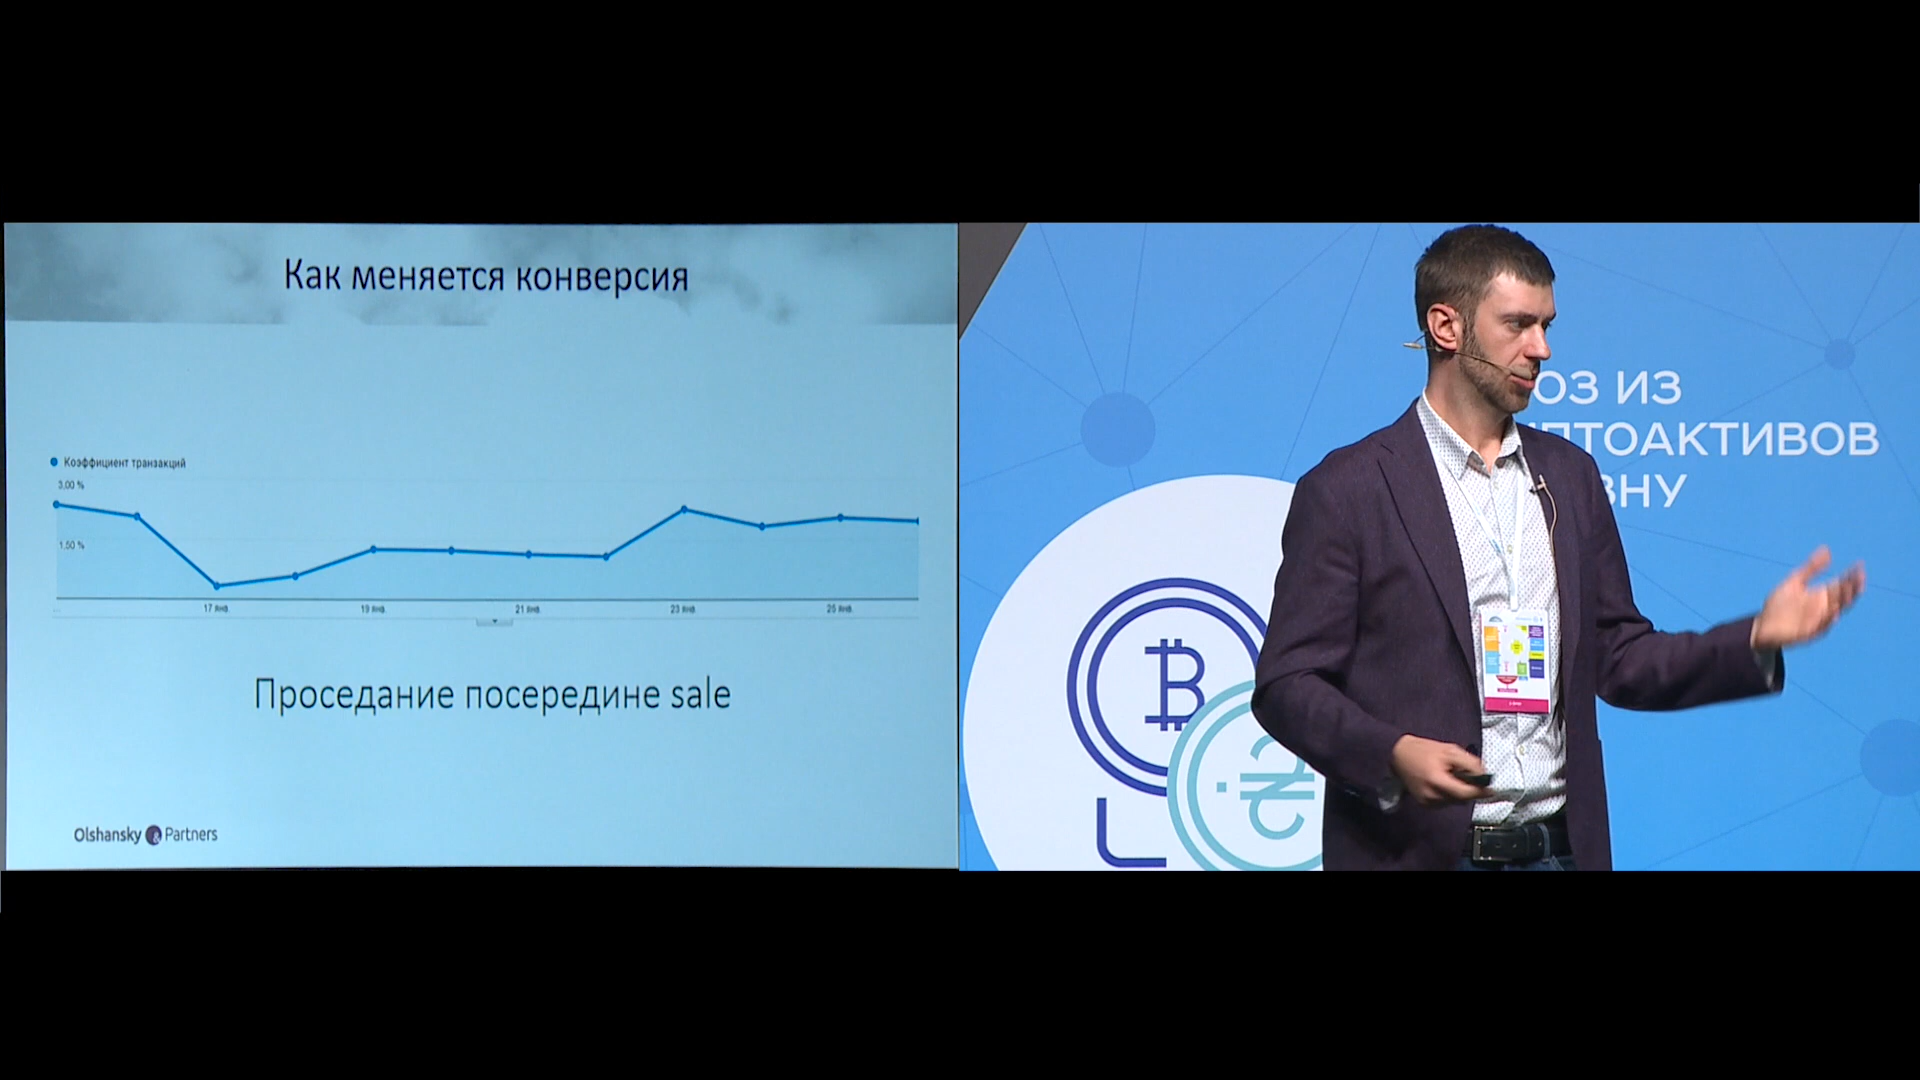 Как меняется конверсия
Коэффициент транзакций
3,00 %
1,50 %
17 янв.
19 янв.
21 янв.
23 янв.
25 янв.
Проседание посередине sale
Olshansky & Partners
ОЗ ИЗ
ПТОАКТИВОВ
ВНУ